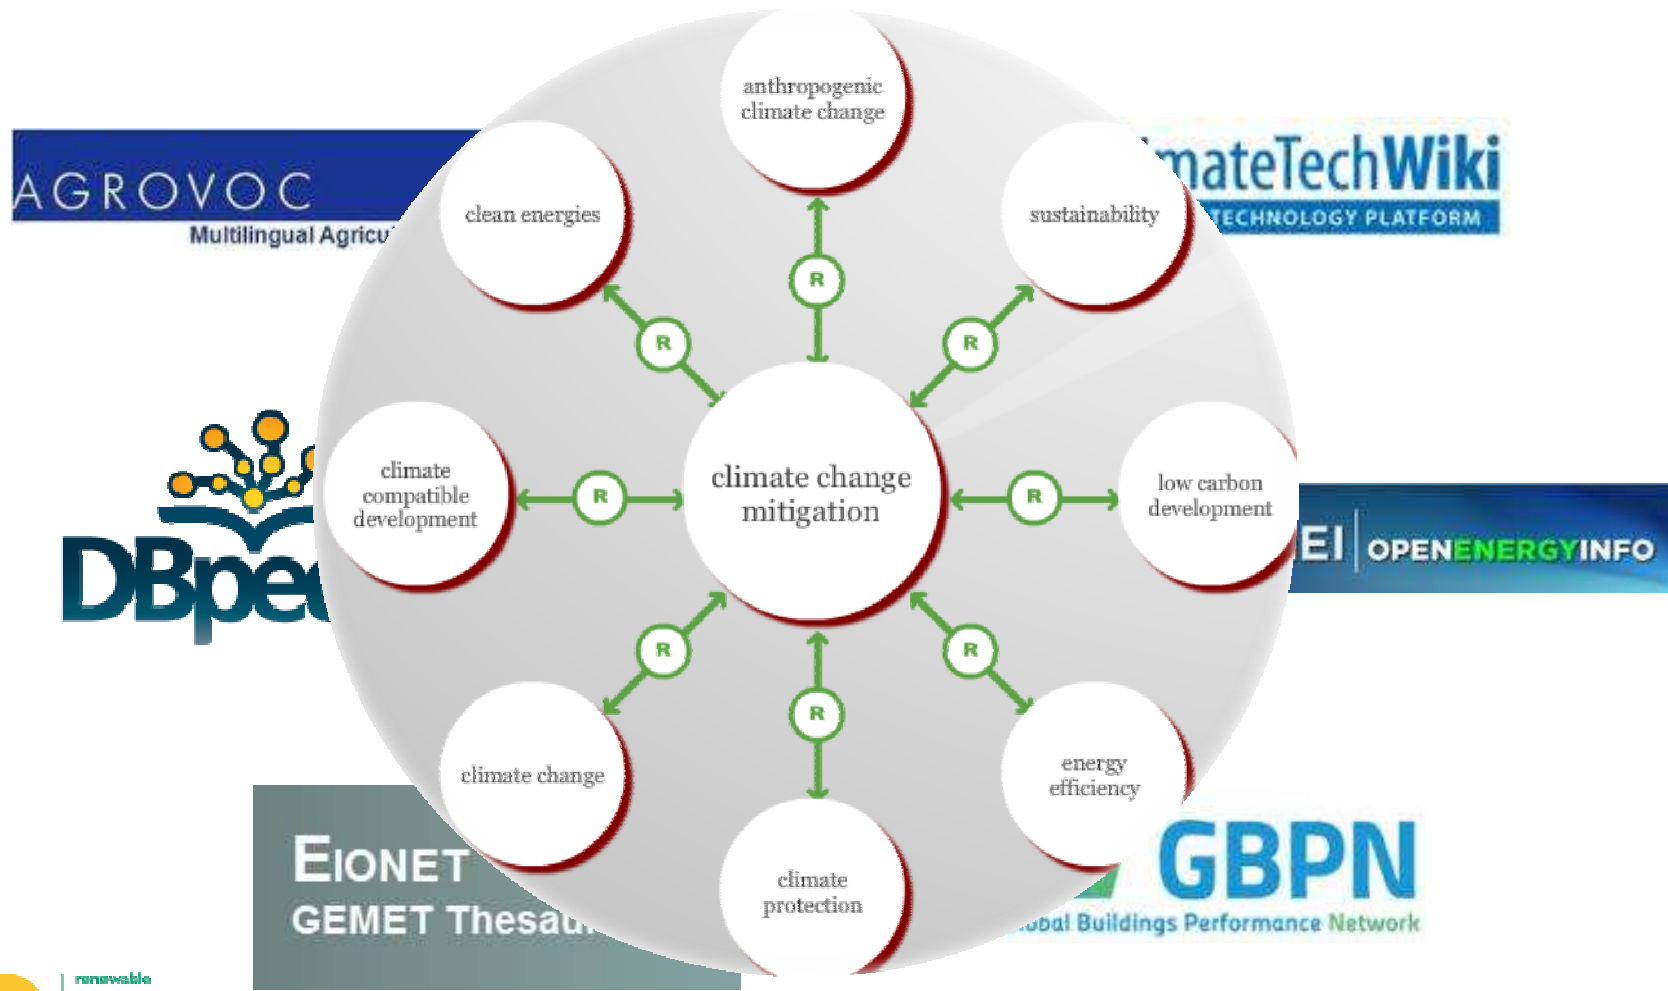 anthropogenic
climate change
AGROVOC
Multilingual Agricu
clean energies
sustainability
mateTechWiki
TECHNOLOGY PLATFORM
R
R
R
DBped
climate
compatible
development
R
climate change
mitigation
R
low carbon
development
EI
OPENENERGYINFO
R
R
R
climate change
energy
efficiency
EIONET
GEMET Thesau
climate
protection
GBPN
obal Buildings Performance Network
renewable